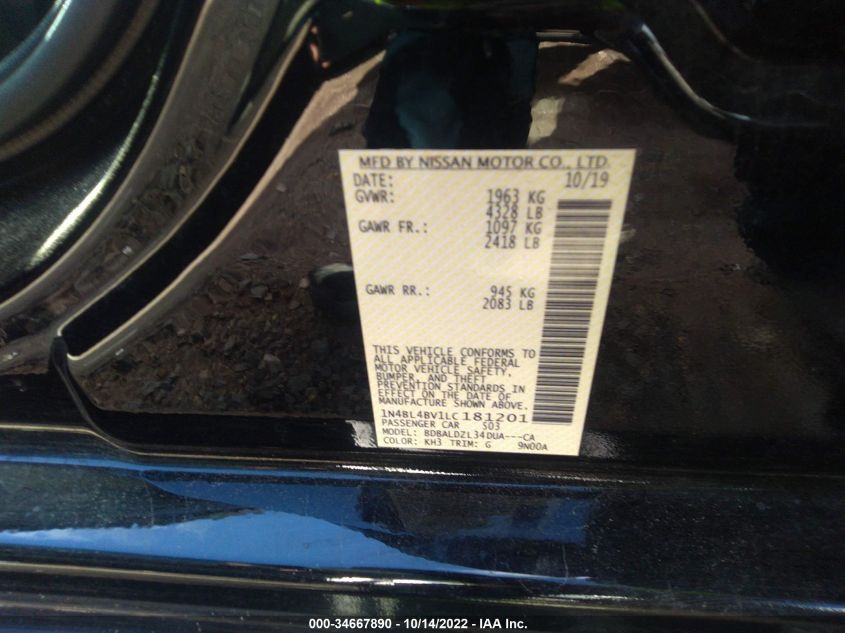 MFD BY NISSAN MOTOR CO., LTD.
DATE: 10/19
GVWR: 1963 KG
4328 LB
GAWR FR.: 1097 KG
2418 LB
GAWR RR.: 945 KG
2083 LB
THIS VEHICLE CONFORMS TO
ALL APPLICABLE FEDERAL
MOTOR VEHICLE SAFETY,
BUMPER, AND THEFT
PREVENTION STANDARDS IN
EFFECT ON THE DATE OF
MANUFACTURE SHOWN ABOVE.
1N4BL4BV1LC181201
PASSENGER CAR S03
MODEL: BDBALDZL34DUA---CA
COLOR: KH3 TRIM: G 9N00A
000-34667890 - 10/14/2022 - IAA Inc.